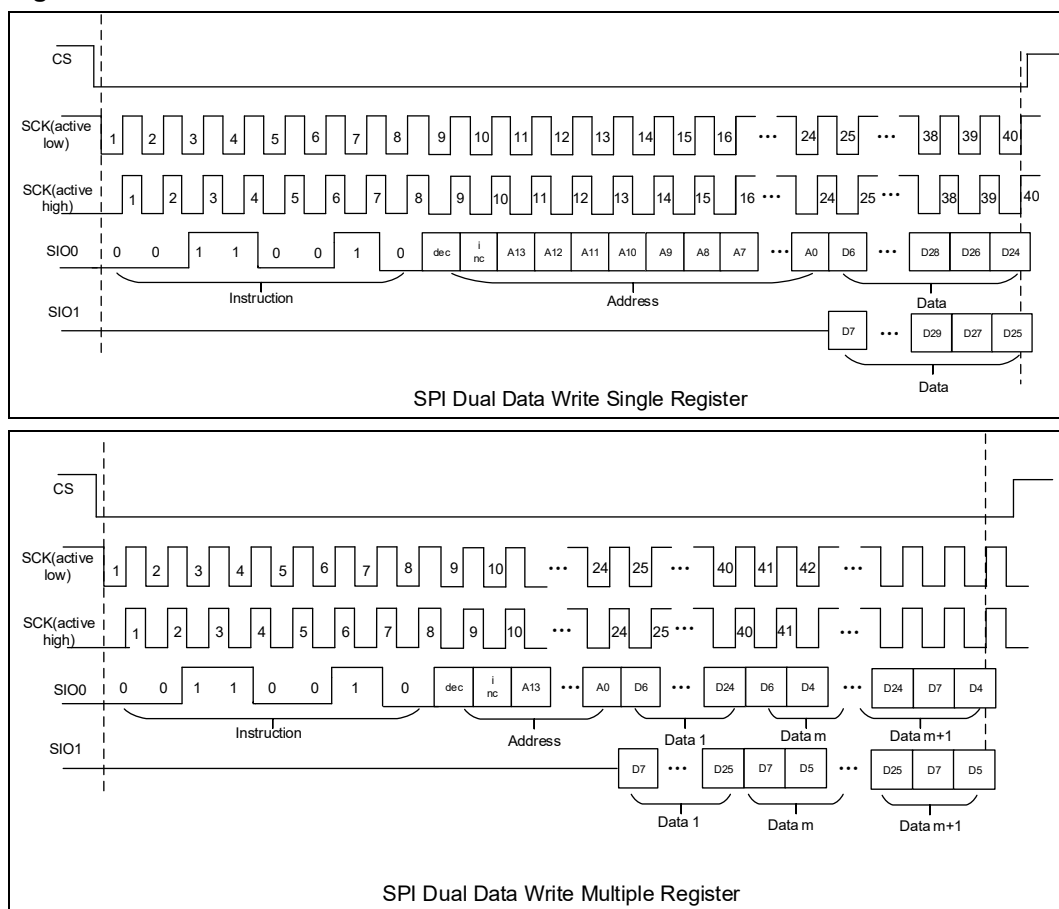 CS
SCK(active low) 1 2 3 4 5 6 7 8 9 10 11 12 13 14 15 16 ••• 24 25 ••• 38 39 40
SCK(active high) 1 2 3 4 5 6 7 8 9 10 11 12 13 14 15 16 ••• 24 25 ••• 38 39 40
SIO0 0 0 1 1 0 0 1 0 dec i nc A13 A12 A11 A10 A9 A8 A7 ••• A0 D6 ••• D28 D26 D24
Instruction Address Data
SIO1 D7 ••• D29 D27 D25
Data
SPI Dual Data Write Single Register
CS
SCK(active low) 1 2 3 4 5 6 7 8 9 10 ••• 24 25 ••• 40 41 42 •••
SCK(active high) 1 2 3 4 5 6 7 8 9 10 ••• 24 25 ••• 40 41 •••
SIO0 0 0 1 1 0 0 1 0 dec i nc A13 ••• A0 D6 ••• D24 D6 D4 ••• D24 D7 D4
Instruction Address Data 1 Data m Data m+1
SIO1 D7 ••• D25 D7 D5 ••• D25 D7 D5
Data 1 Data m Data m+1
SPI Dual Data Write Multiple Register